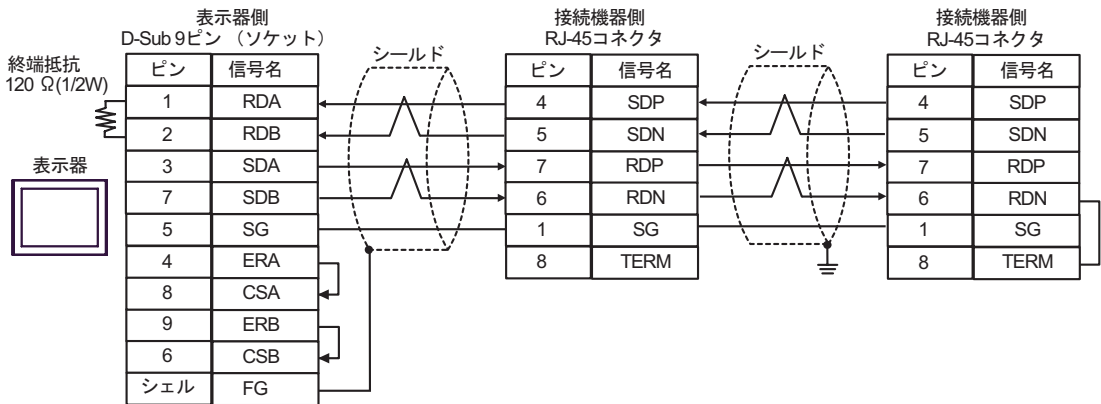 表示器側
D-Sub 9ピン （ソケット）
接続機器側
RJ-45コネクタ
接続機器側
RJ-45コネクタ
終端抵抗
120 Ω(1/2W)
シールド
シールド
表示器
ピン 信号名
1 RDA
2 RDB
3 SDA
7 SDB
5 SG
4 ERA
8 CSA
9 ERB
6 CSB
シェル FG
ピン 信号名
4 SDP
5 SDN
7 RDP
6 RDN
1 SG
8 TERM
ピン 信号名
4 SDP
5 SDN
7 RDP
6 RDN
1 SG
8 TERM